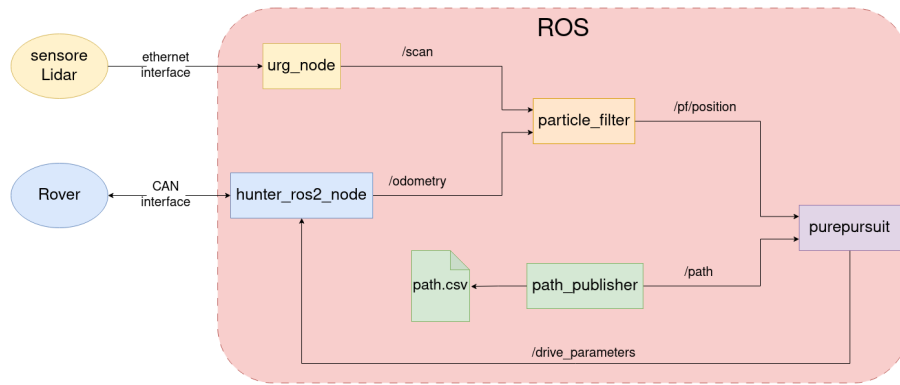 ROS
sensore
Lidar
ethernet
interface
urg_node
/scan
particle_filter
/pf/position
Rover
CAN
interface
hunter_ros2_node
/odometry
purepursuit
path.csv
path_publisher
/path
/drive_parameters